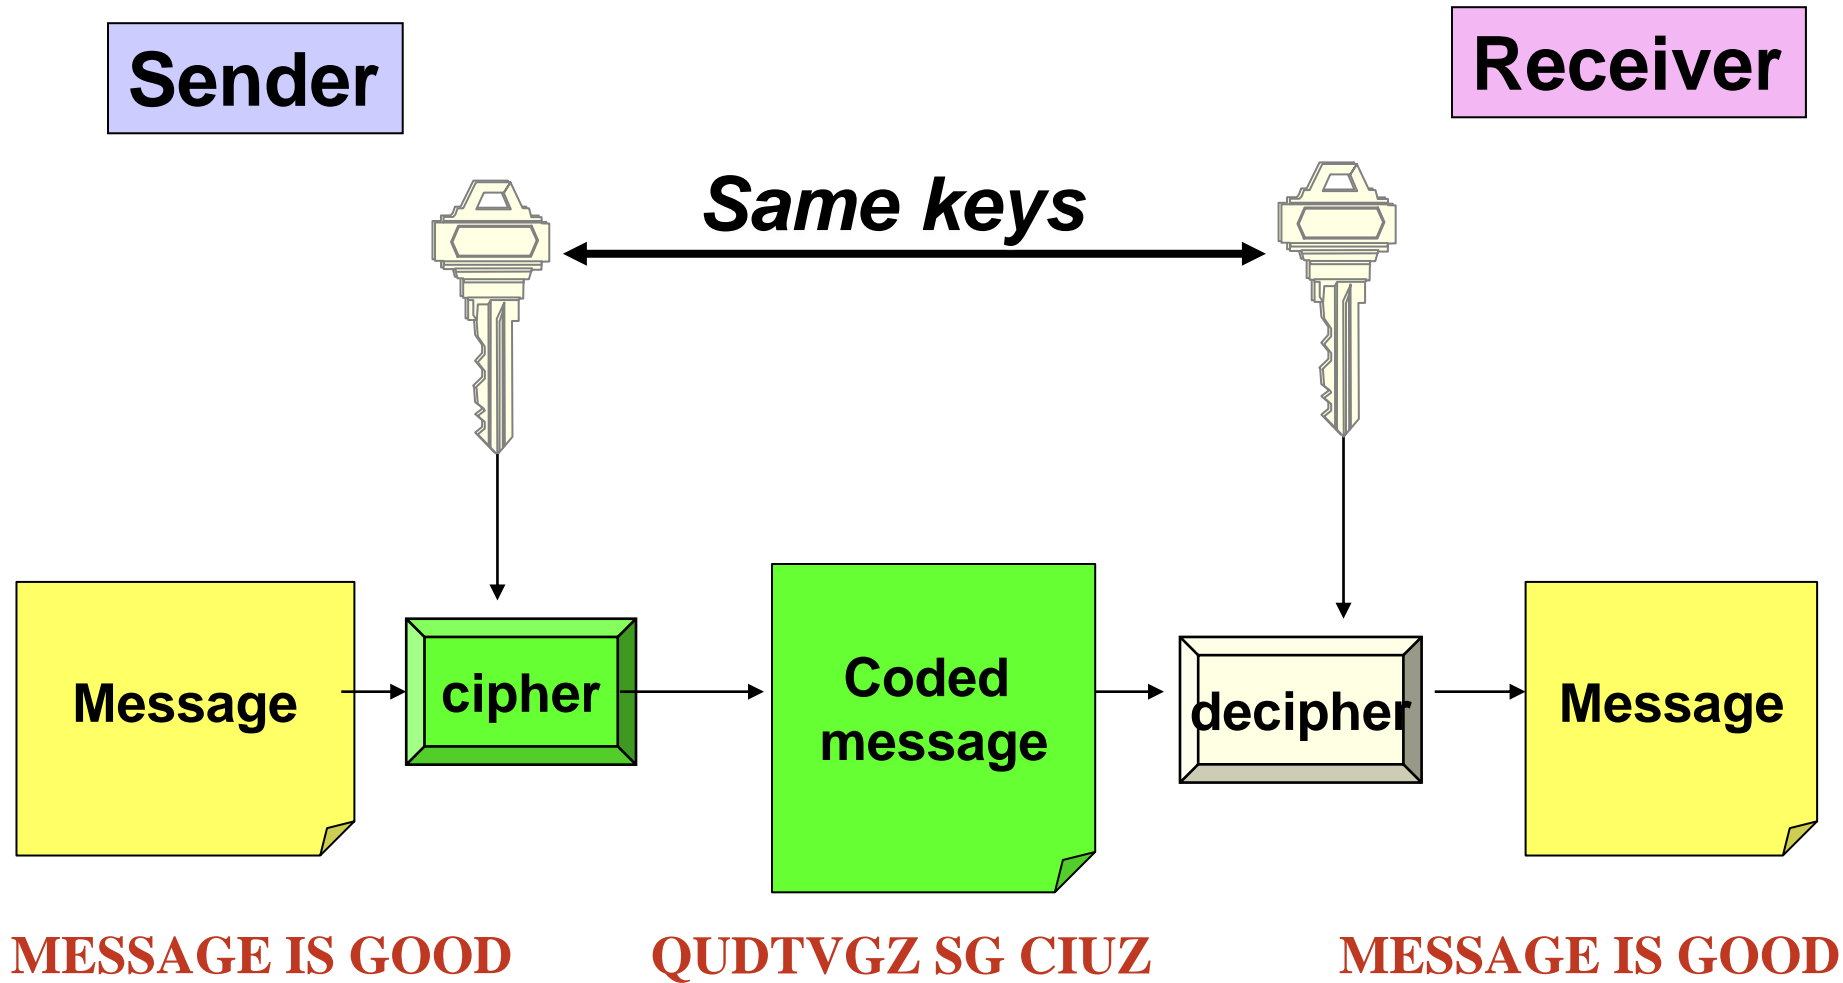 Sender
Receiver
Same keys
Message
cipher
Coded
message
decipher
Message
MESSAGE IS GOOD
QUDTVGZ SG CIUZ
MESSAGE IS GOOD